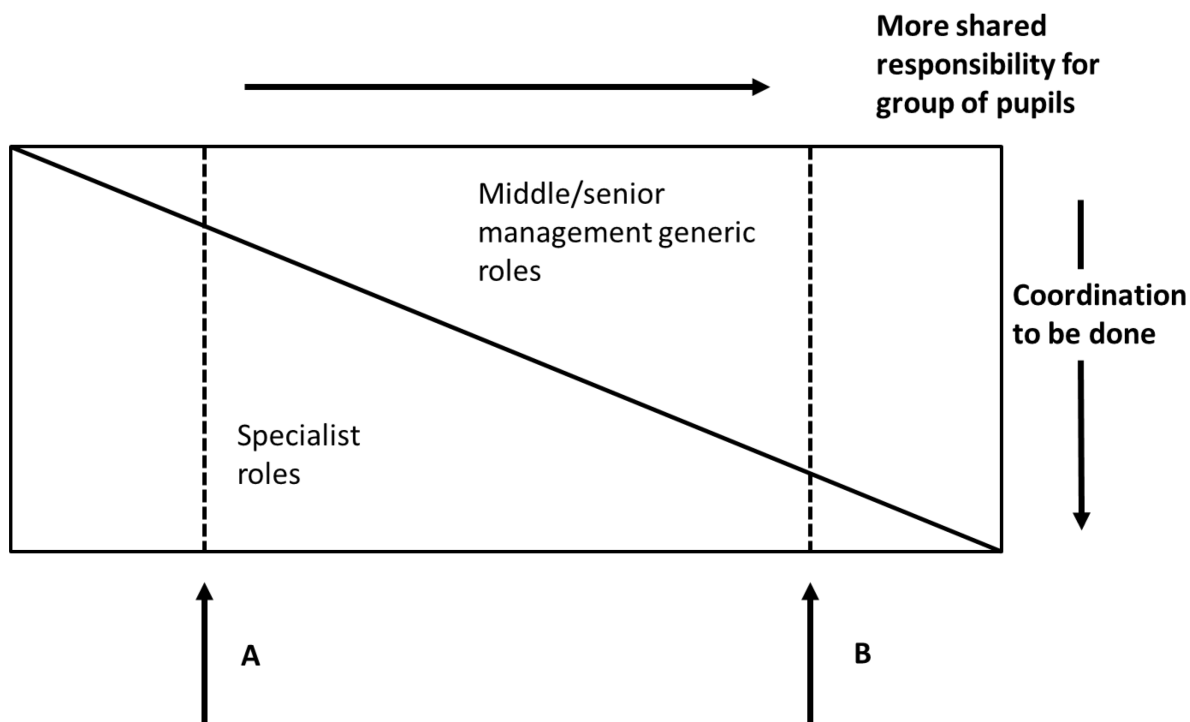 More shared
responsibility for
group of pupils
Middle/senior
management generic
roles
Coordination
to be done
Specialist
roles
A
B